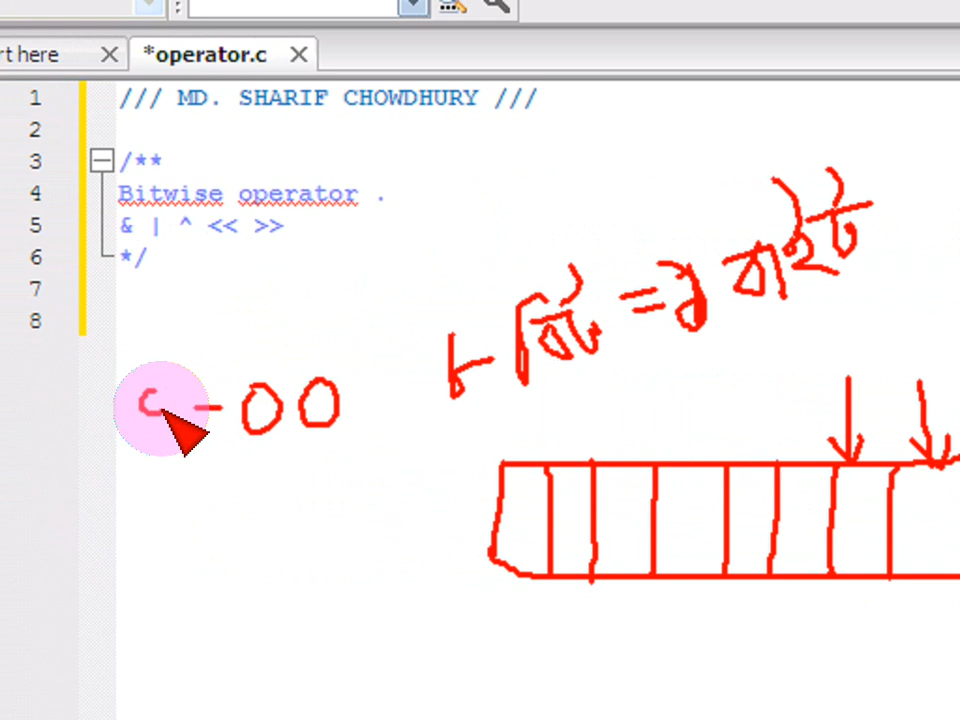 rt here
*operator.c
1 /// MD. SHARIF CHOWDHURY ///
2
3 /**
4 Bitwise operator .
5 & | ^ << >>
6 */
7
8
00